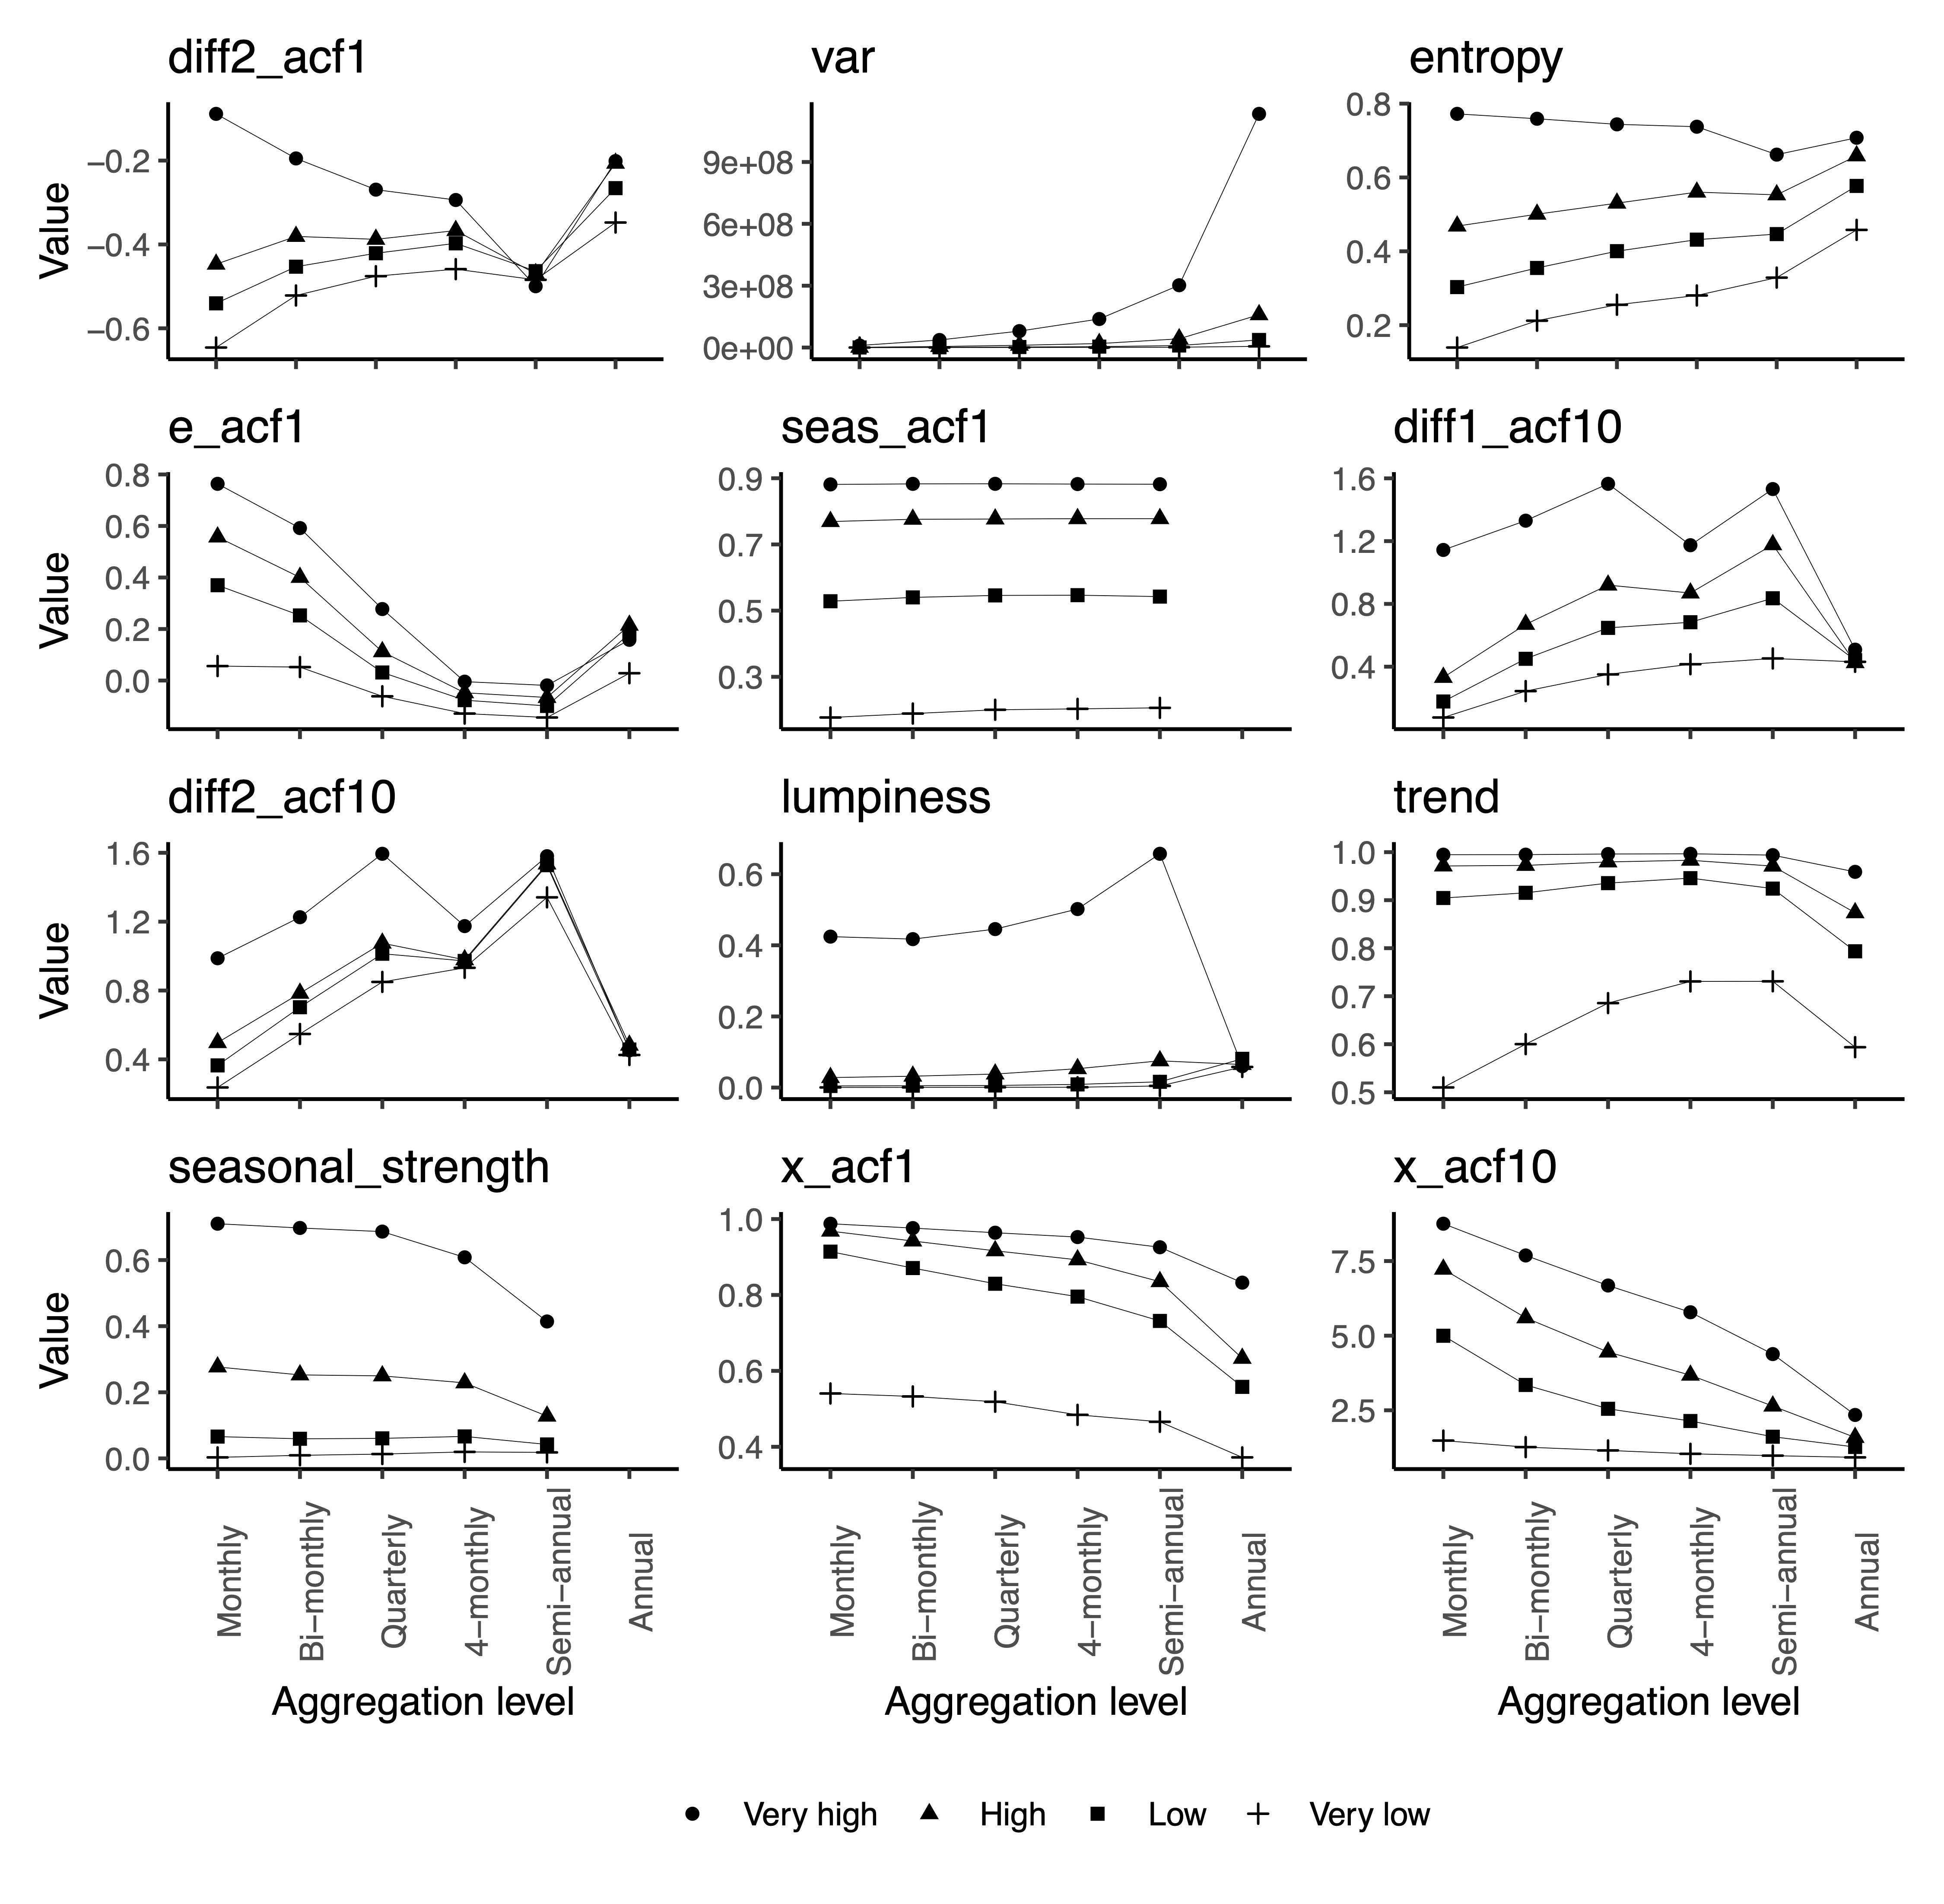 diff2_acf1
var
entropy
Value
−0.2
−0.4
−0.6
9e+08
6e+08
3e+08
0e+00
0.8
0.6
0.4
0.2
e_acf1
seas_acf1
diff1_acf10
Value
0.8
0.6
0.4
0.2
0.0
0.9
0.7
0.5
0.3
1.6
1.2
0.8
0.4
diff2_acf10
lumpiness
trend
Value
1.6
1.2
0.8
0.4
0.6
0.4
0.2
0.0
1.0
0.9
0.8
0.7
0.6
0.5
seasonal_strength
x_acf1
x_acf10
Value
0.6
0.4
0.2
0.0
1.0
0.8
0.6
0.4
7.5
5.0
2.5
Monthly
Bi−monthly
Quarterly
4−monthly
Semi−annual
Annual
Monthly
Bi−monthly
Quarterly
4−monthly
Semi−annual
Annual
Monthly
Bi−monthly
Quarterly
4−monthly
Semi−annual
Annual
Aggregation level
Aggregation level
Aggregation level
Very high High Low Very low